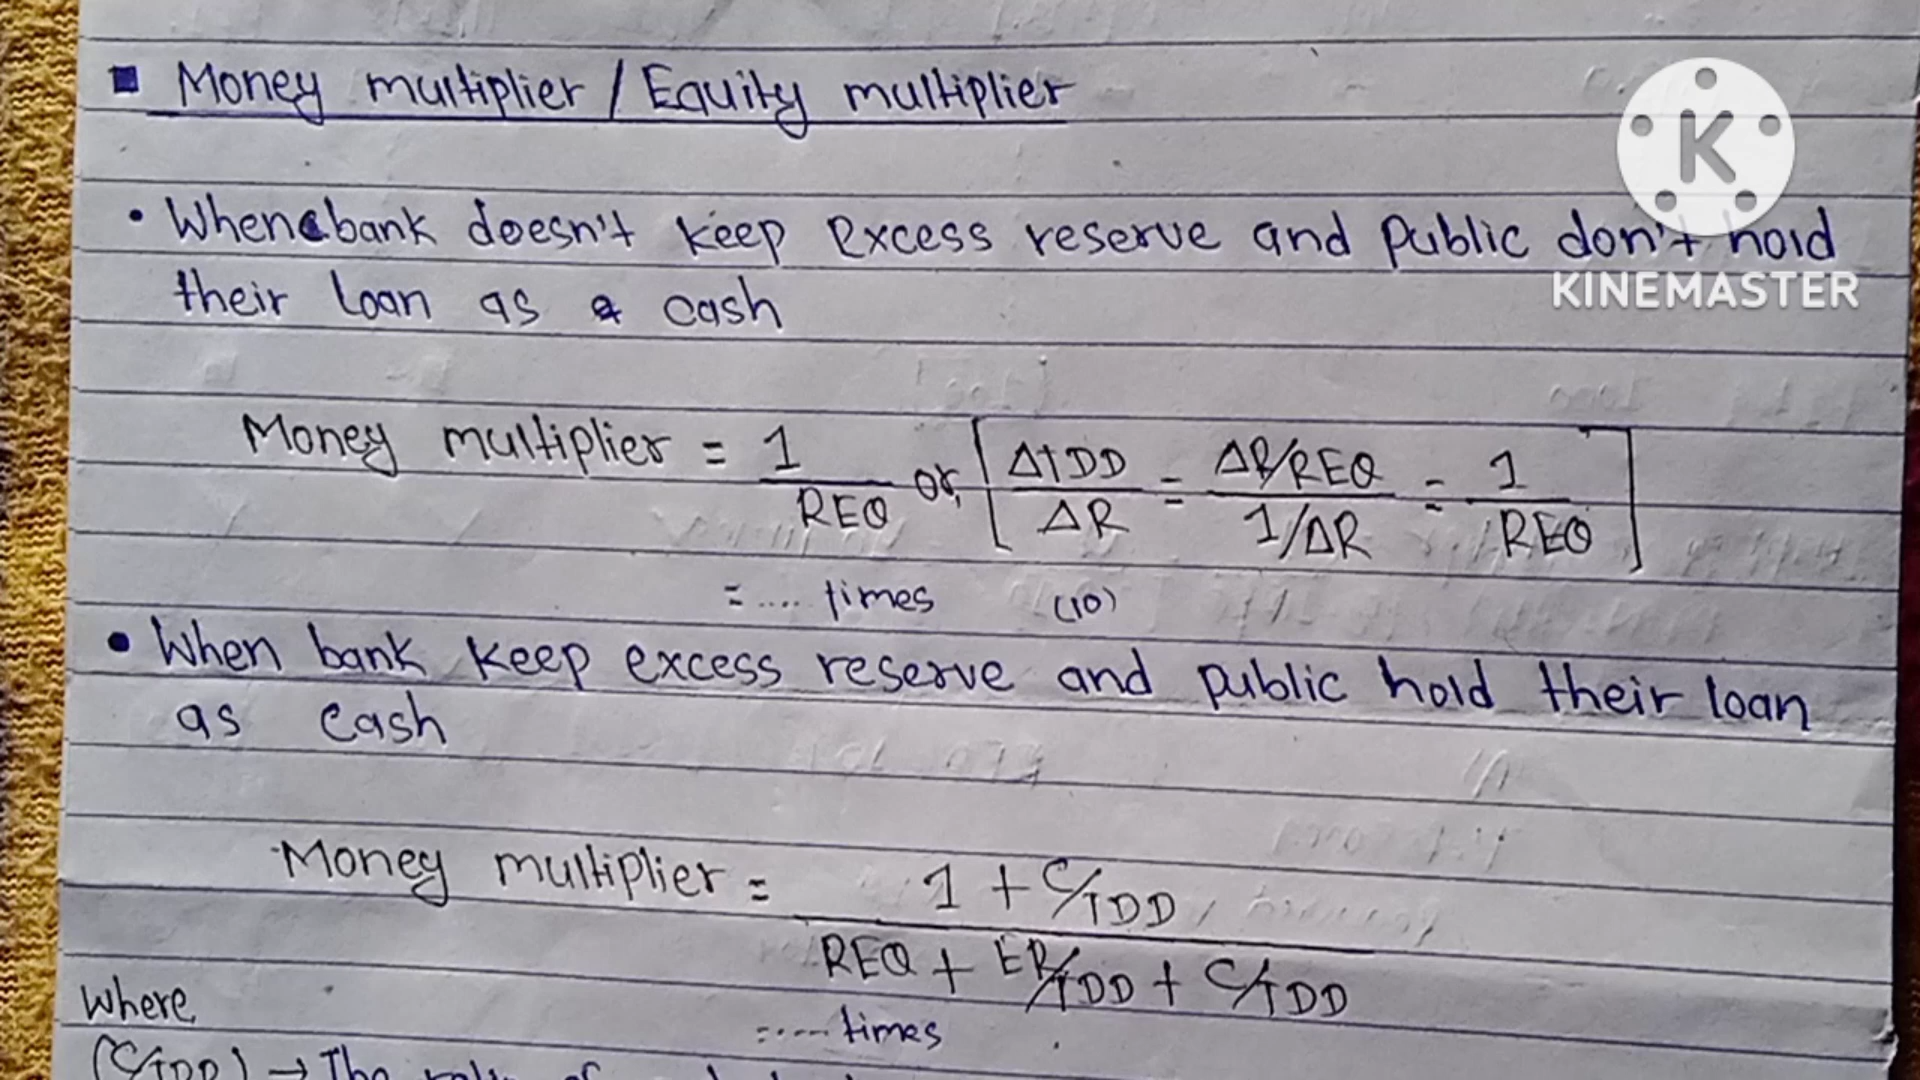 Money multiplier / Equity multiplier
K
• When bank doesn't keep excess reserve and public don't hold
their loan as a cash
KINEMASTER
Money multiplier = 1/REQ or, [ΔTDD/ΔR = ΔR/REQ / 1/ΔR = 1/REQ]
= .... times (10)
• When bank keep excess reserve and public hold their loan
as cash
Money multiplier = 1 + C/TDD / REQ + ER/TDD + C/TDD
Where,
= .... times
(C/TDD) → The